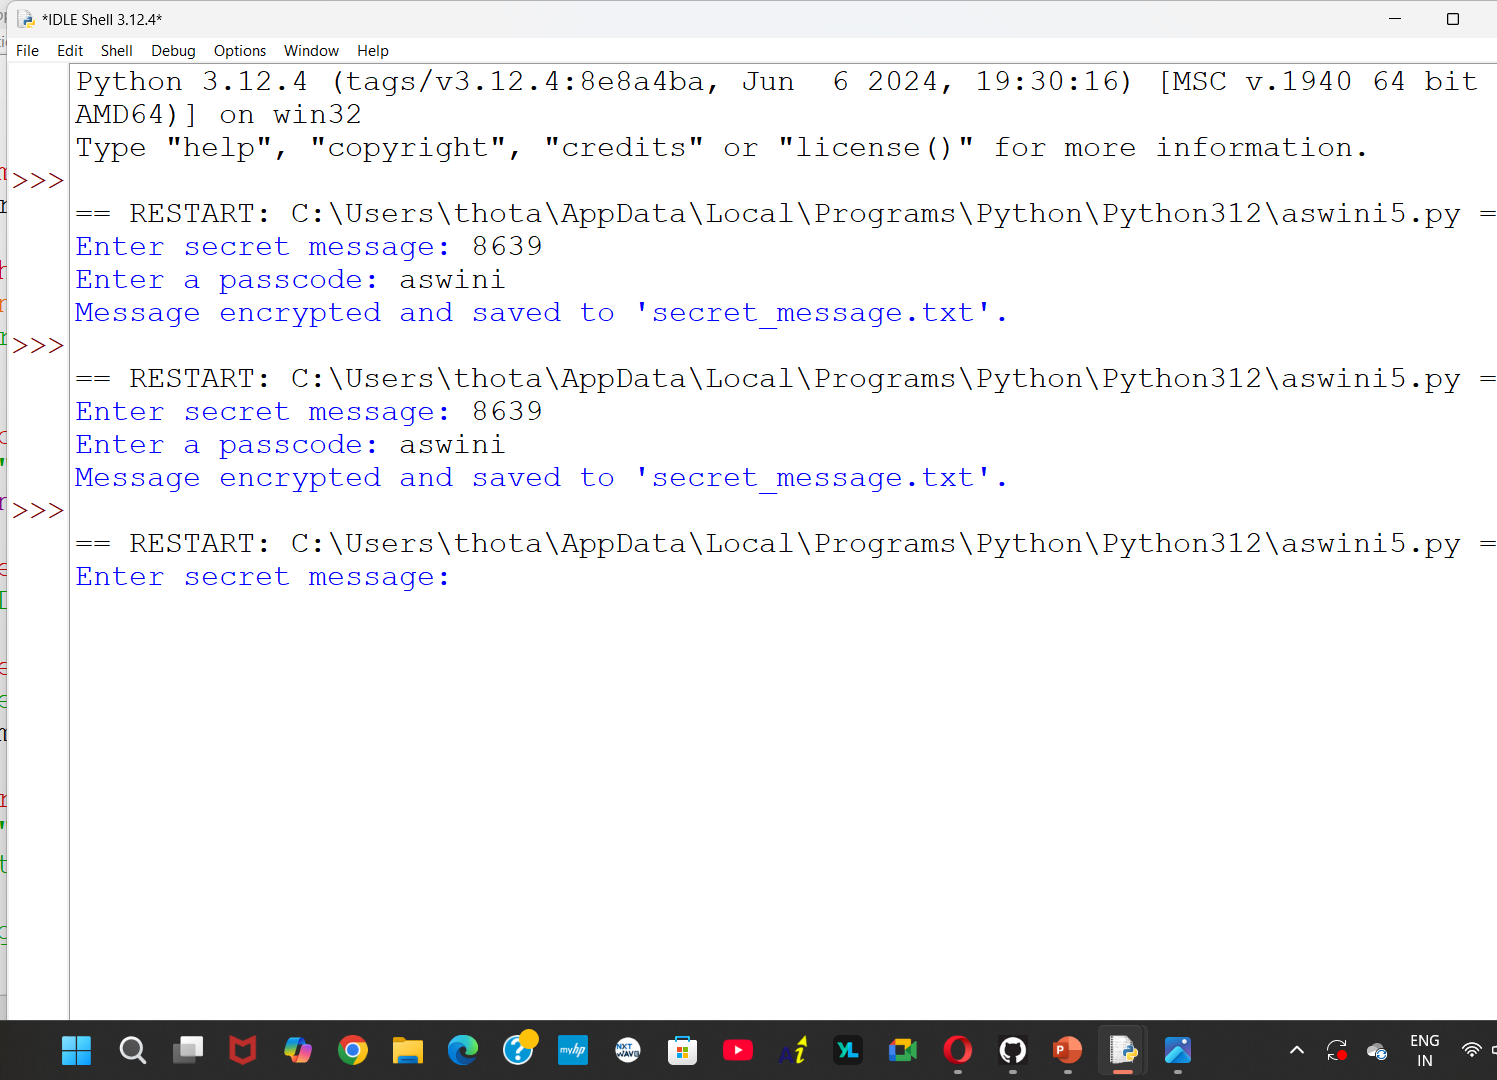 *IDLE Shell 3.12.4*
File Edit Shell Debug Options Window Help
Python 3.12.4 (tags/v3.12.4:8e8a4ba, Jun  6 2024, 19:30:16) [MSC v.1940 64 bit
AMD64)] on win32
Type "help", "copyright", "credits" or "license()" for more information.
>>>
== RESTART: C:\Users\thota\AppData\Local\Programs\Python\Python312\aswini5.py =
Enter secret message: 8639
Enter a passcode: aswini
Message encrypted and saved to 'secret_message.txt'.
>>>
== RESTART: C:\Users\thota\AppData\Local\Programs\Python\Python312\aswini5.py =
Enter secret message: 8639
Enter a passcode: aswini
Message encrypted and saved to 'secret_message.txt'.
>>>
== RESTART: C:\Users\thota\AppData\Local\Programs\Python\Python312\aswini5.py =
Enter secret message:
myhp
NXT
WAVE
Ai
YL
P
ENG
IN